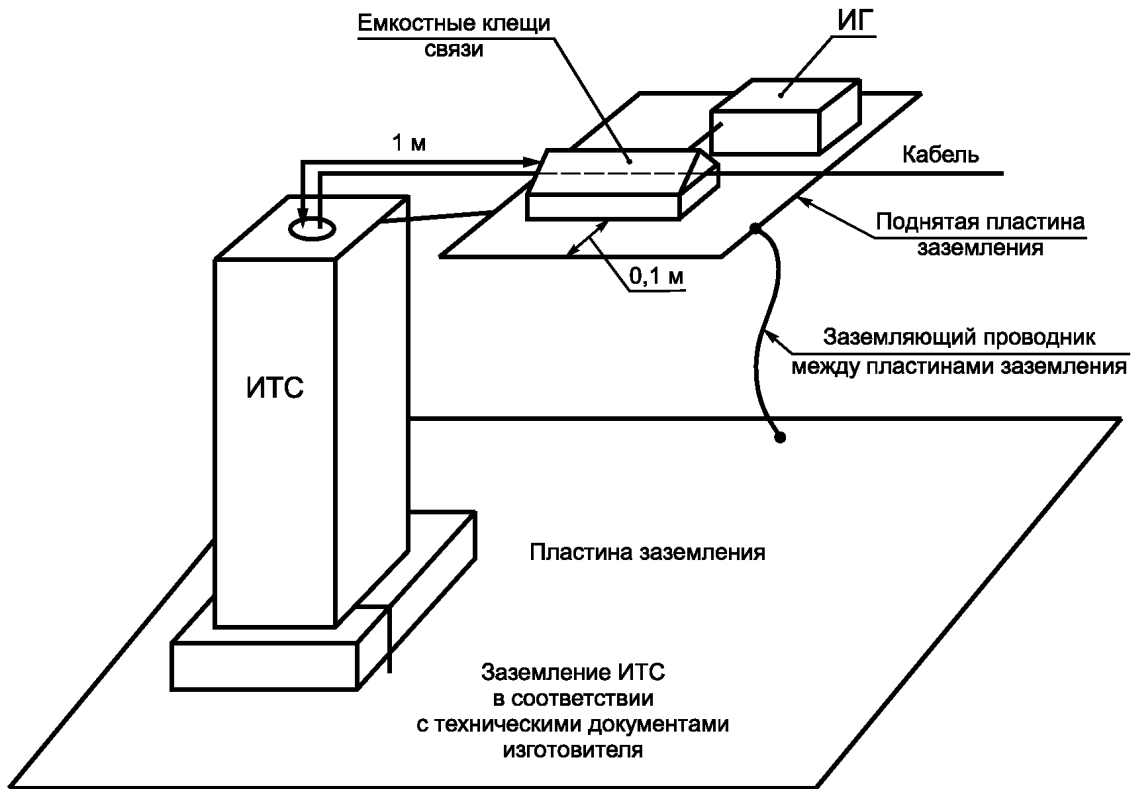 Емкостные клещи
связи
ИГ
1 м
Кабель
Поднятая пластина
заземления
0,1 м
Заземляющий проводник
между пластинами заземления
ИТС
Пластина заземления
Заземление ИТС
в соответствии
с техническими документами
изготовителя